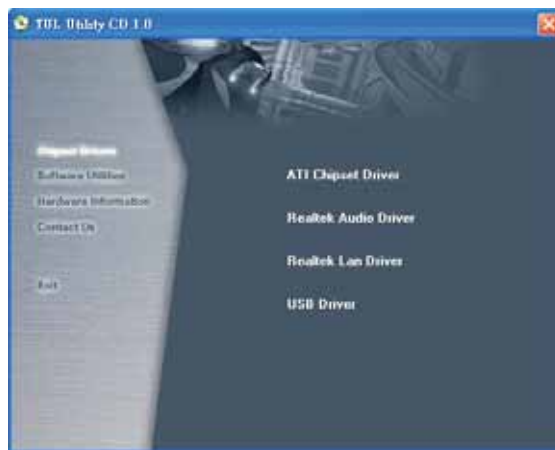 TUL Utility CD 1.0
Chipset Drivers
Software Utilities
Hardware Information
Contact Us
Exit
ATI Chipset Driver
Realtek Audio Driver
Realtek Lan Driver
USB Driver